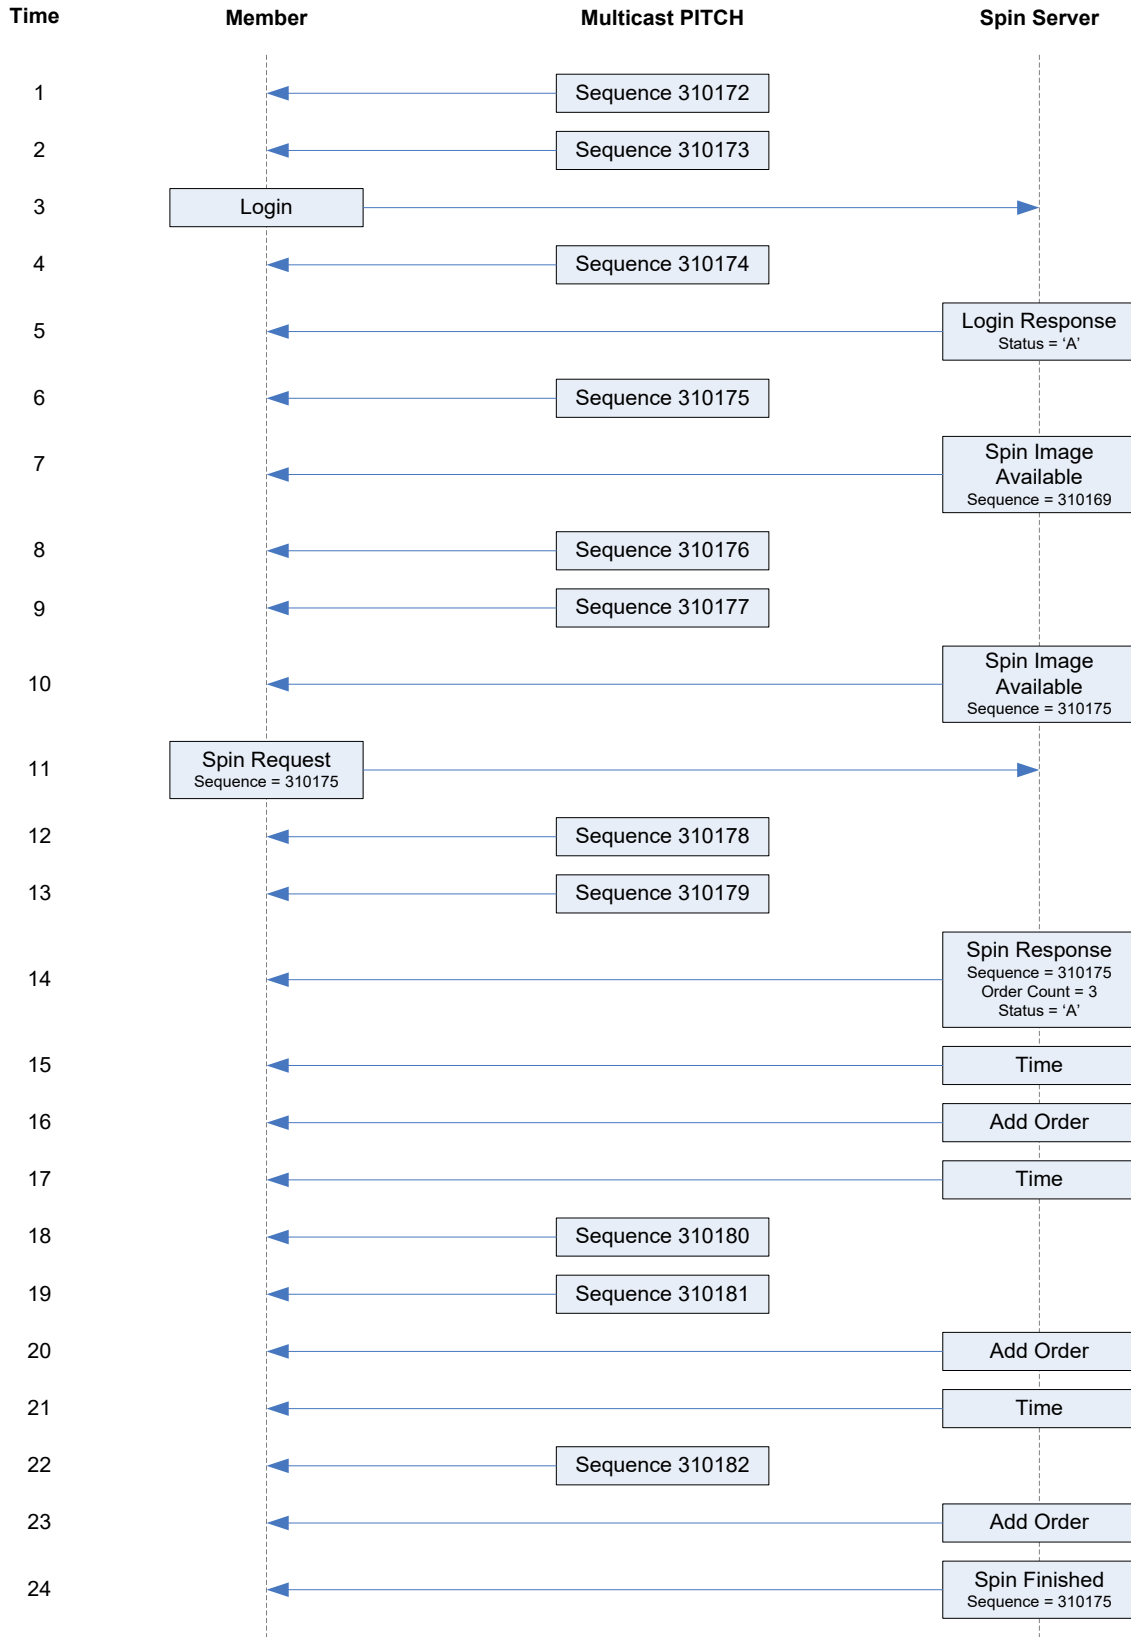 Time Member Multicast PITCH Spin Server
1 Sequence 310172
2 Sequence 310173
3 Login
4 Sequence 310174
5 Login Response
Status = ‘A’
6 Sequence 310175
7 Spin Image
Available
Sequence = 310169
8 Sequence 310176
9 Sequence 310177
10 Spin Image
Available
Sequence = 310175
11 Spin Request
Sequence = 310175
12 Sequence 310178
13 Sequence 310179
14 Spin Response
Sequence = 310175
Order Count = 3
Status = ‘A’
15 Time
16 Add Order
17 Time
18 Sequence 310180
19 Sequence 310181
20 Add Order
21 Time
22 Sequence 310182
23 Add Order
24 Spin Finished
Sequence = 310175